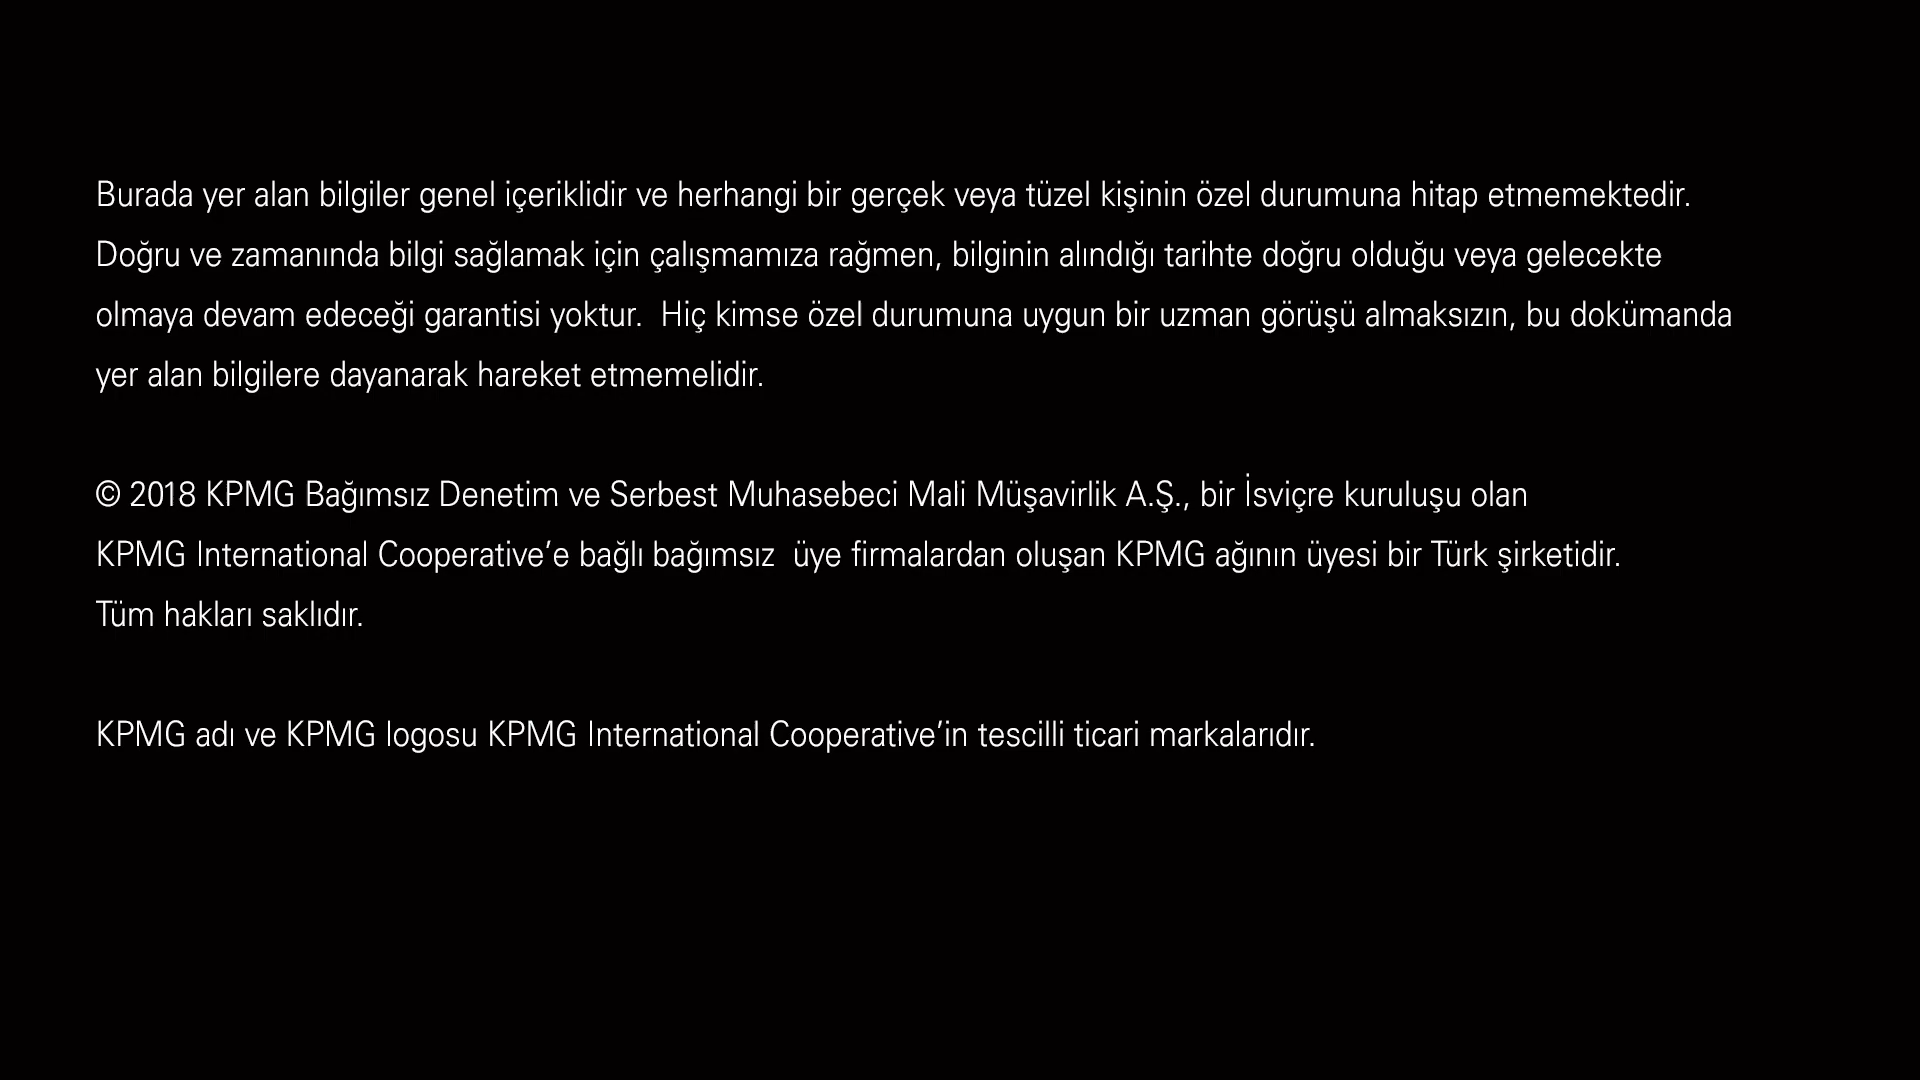 Burada yer alan bilgiler genel içeriklidir ve herhangi bir gerçek veya tüzel kişinin özel durumuna hitap etmemektedir.
Doğru ve zamanında bilgi sağlamak için çalışmamıza rağmen, bilginin alındığı tarihte doğru olduğu veya gelecekte
olmaya devam edeceği garantisi yoktur.  Hiç kimse özel durumuna uygun bir uzman görüşü almaksızın, bu dokümanda
yer alan bilgilere dayanarak hareket etmemelidir.
© 2018 KPMG Bağımsız Denetim ve Serbest Muhasebeci Mali Müşavirlik A.Ş., bir İsviçre kuruluşu olan
KPMG International Cooperative’e bağlı bağımsız  üye firmalardan oluşan KPMG ağının üyesi bir Türk şirketidir.
Tüm hakları saklıdır.
KPMG adı ve KPMG logosu KPMG International Cooperative’in tescilli ticari markalarıdır.